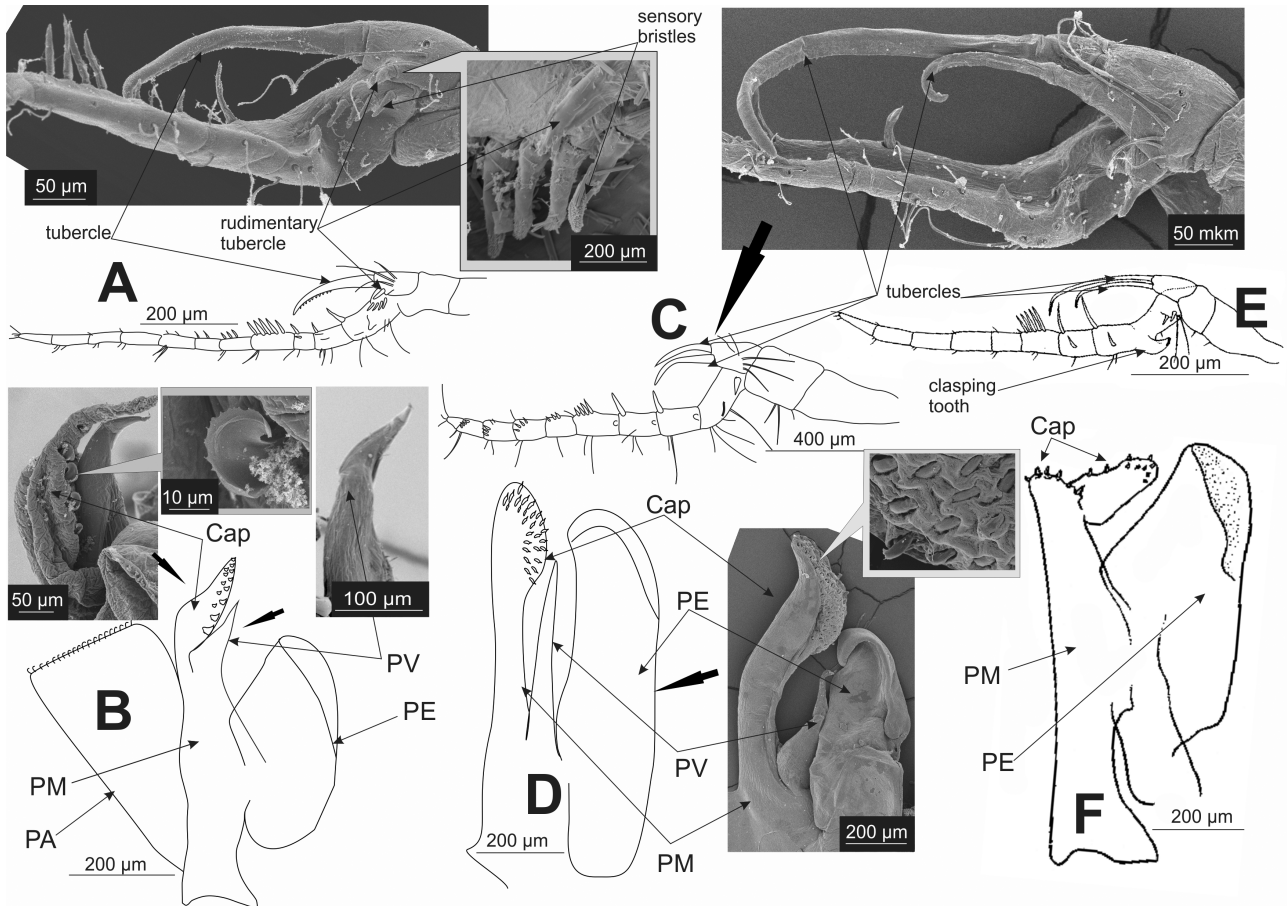 sensory
bristles
50 µm
tubercle
rudimentary
tubercle
200 µm
50 mkm
A
200 µm
C
tubercles
E
200 µm
clasping
tooth
400 µm
10 µm
Cap
50 µm
100 µm
PV
B
PE
PM
PA
200 µm
Cap
PE
D
PV
200 µm
PM
200 µm
Cap
PM
PE
F
200 µm